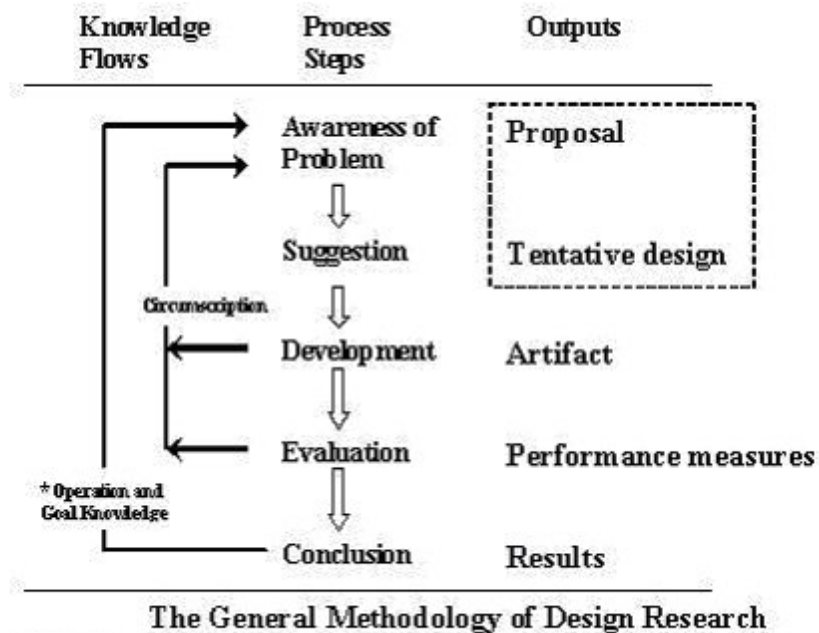 Knowledge Flows
Process Steps
Outputs
Awareness of Problem
Proposal
Suggestion
Tentative design
Circumscription
Development
Artifact
Evaluation
Performance measures
* Operation and
Goal Knowledge
Conclusion
Results
The General Methodology of Design Research